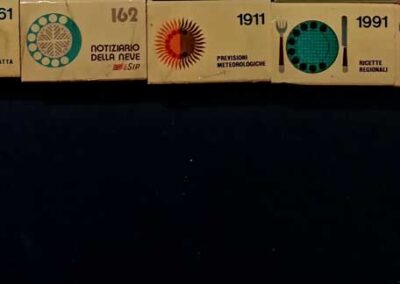 61
ATTA
162
NOTIZIARIO
DELLA NEVE
SIP
1911
PREVISIONI
METEOROLOGICHE
1991
RICETTE
REGIONALI